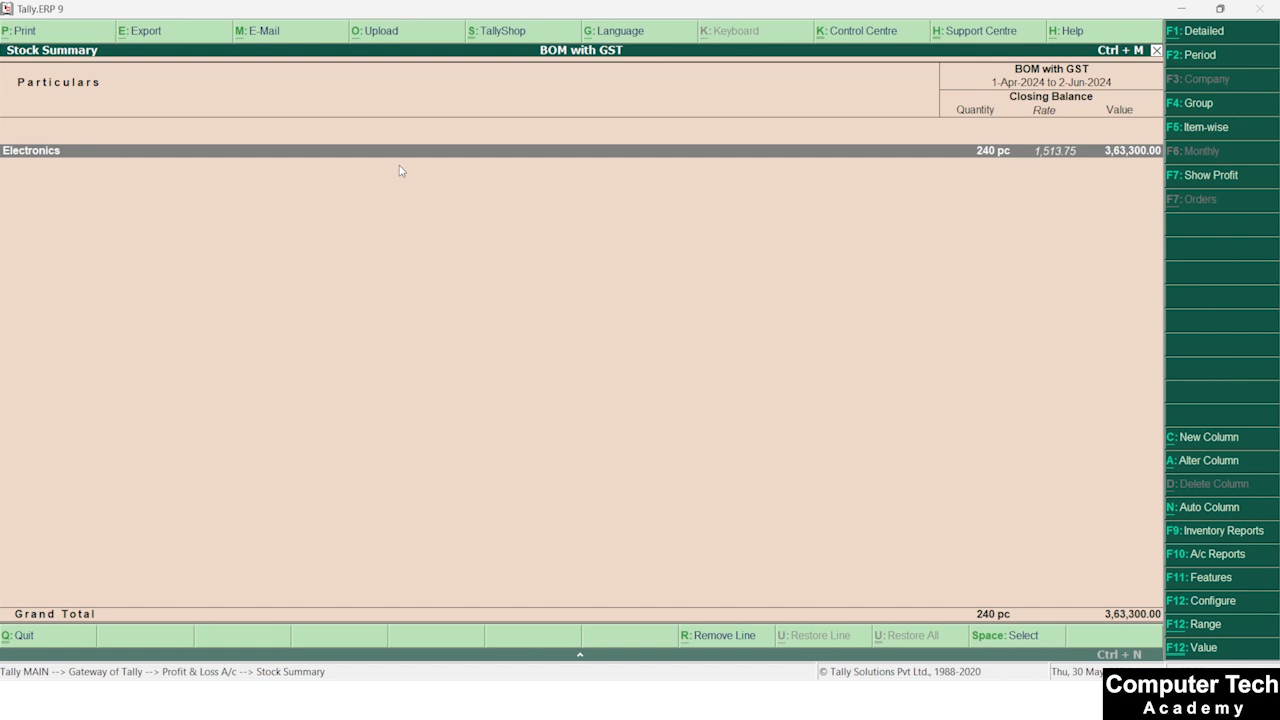 Tally.ERP 9
P: Print E: Export M: E-Mail O: Upload S: TallyShop G: Language K: Keyboard K: Control Centre H: Support Centre H: Help
Stock Summary BOM with GST Ctrl + M
Particulars
BOM with GST
1-Apr-2024 to 2-Jun-2024
Closing Balance
Quantity Rate Value
Electronics 240 pc 1,513.75 3,63,300.00
Grand Total 240 pc 3,63,300.00
Q: Quit R: Remove Line U: Restore Line U: Restore All Space: Select
Ctrl + N
Tally MAIN --> Gateway of Tally --> Profit & Loss A/c --> Stock Summary © Tally Solutions Pvt Ltd., 1988-2020 Thu, 30 May
F1: Detailed
F2: Period
F3: Company
F4: Group
F5: Item-wise
F6: Monthly
F7: Show Profit
F7: Orders
C: New Column
A: Alter Column
D: Delete Column
N: Auto Column
F9: Inventory Reports
F10: A/c Reports
F11: Features
F12: Configure
F12: Range
F12: Value
Computer Tech
Academy